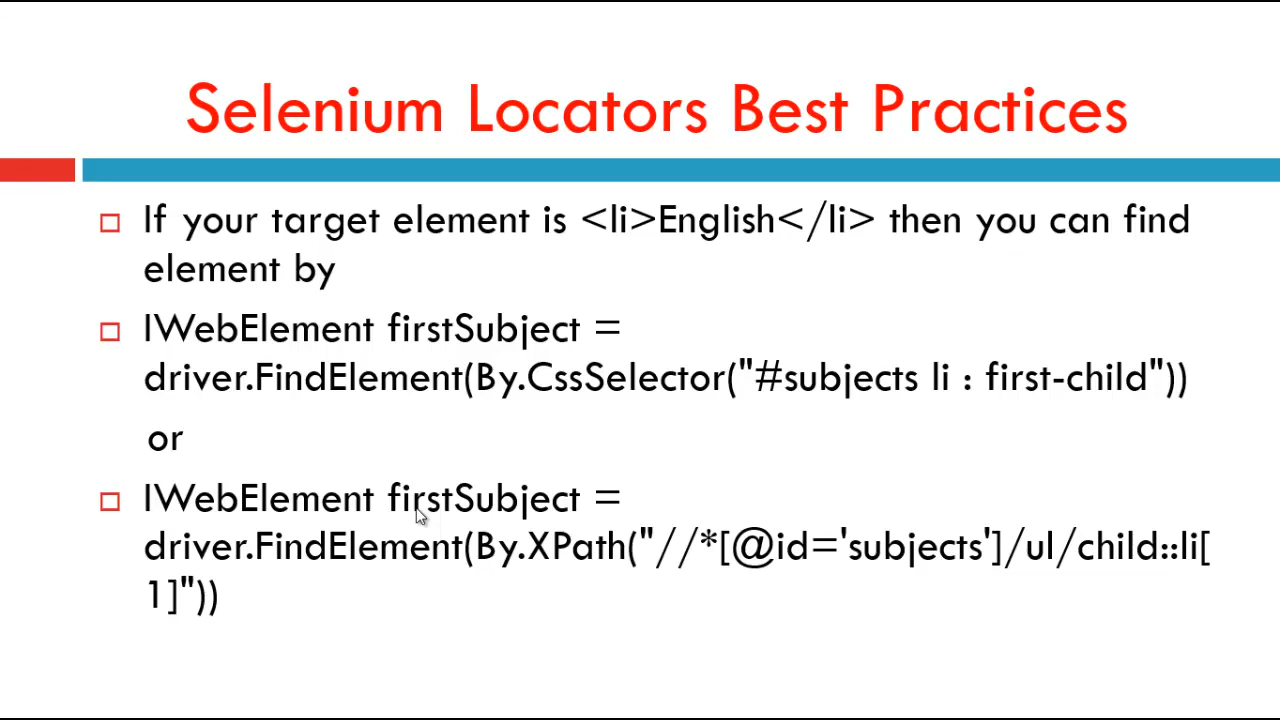 Selenium Locators Best Practices
If your target element is <li>English</li> then you can find
element by
IWebElement firstSubject =
driver.FindElement(By.CssSelector("#subjects li : first-child"))
or
IWebElement firstSubject =
driver.FindElement(By.XPath("//*[@id='subjects']/ul/child::li[
1]"))